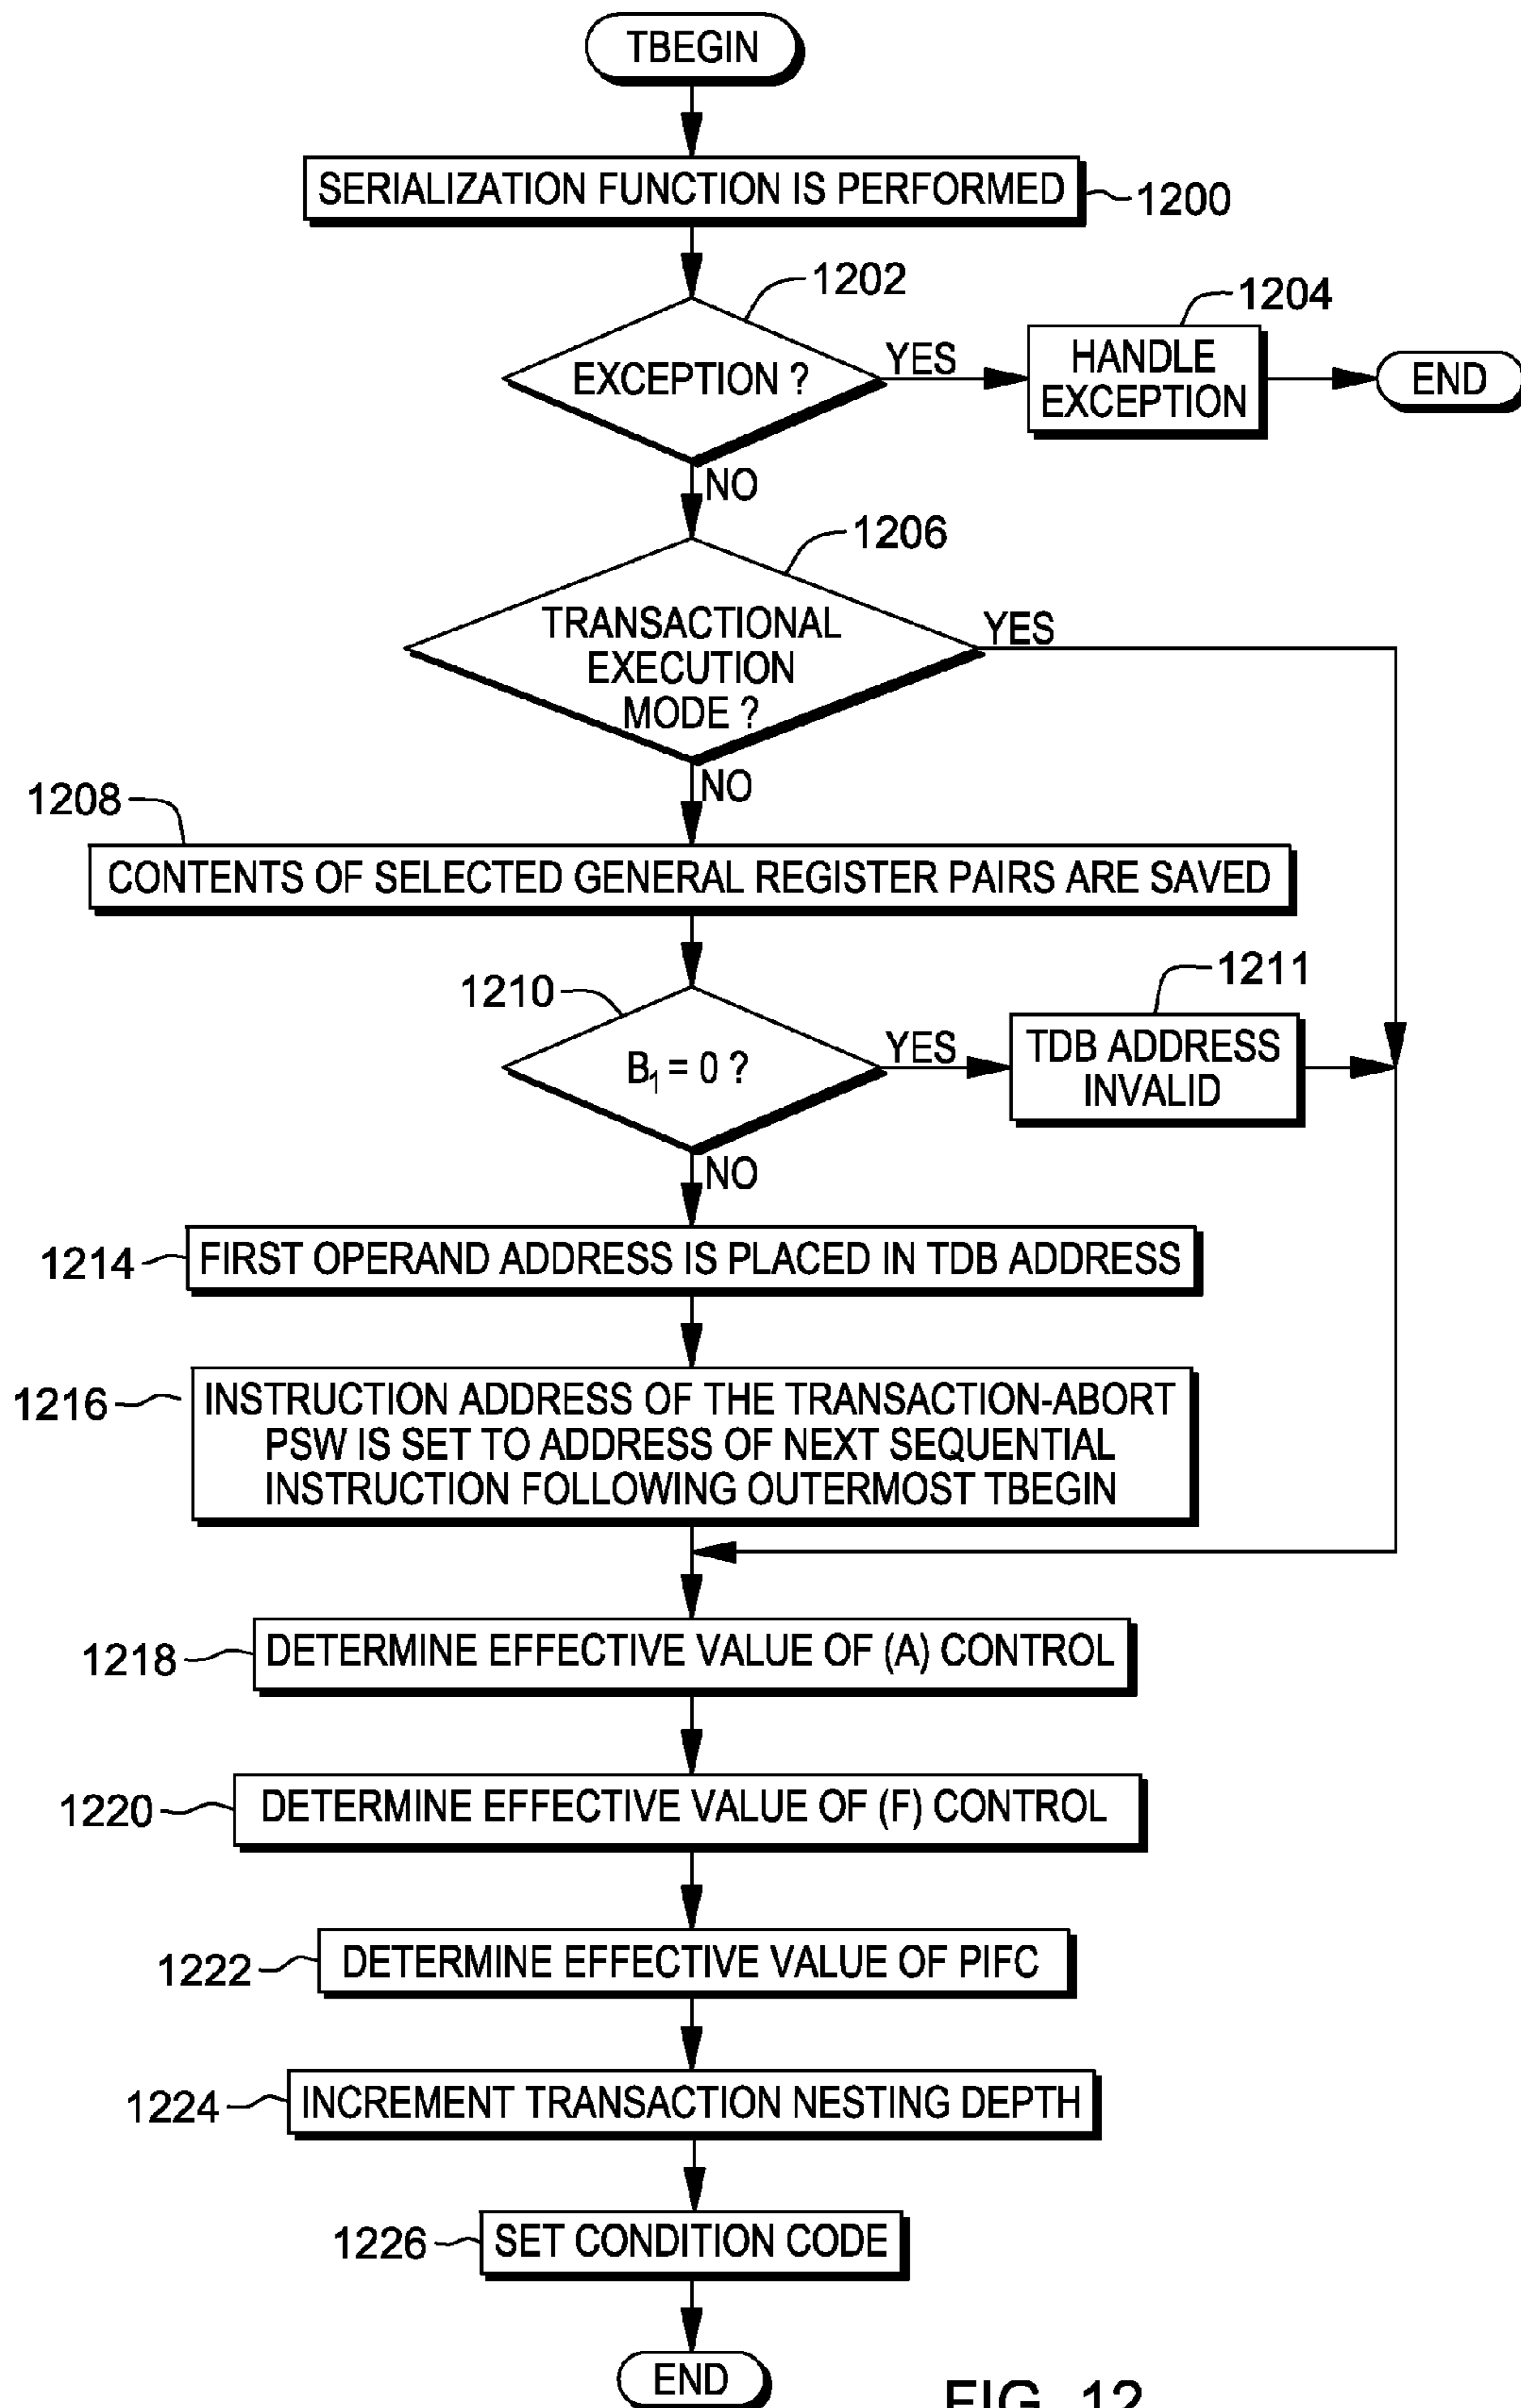 TBEGIN
SERIALIZATION FUNCTION IS PERFORMED
1200
1202
1204
EXCEPTION ?
YES
HANDLE
EXCEPTION
END
NO
1206
TRANSACTIONAL
EXECUTION
MODE ?
YES
NO
1208
CONTENTS OF SELECTED GENERAL REGISTER PAIRS ARE SAVED
1210
1211
B1 = 0 ?
YES
TDB ADDRESS
INVALID
NO
1214
FIRST OPERAND ADDRESS IS PLACED IN TDB ADDRESS
1216
INSTRUCTION ADDRESS OF THE TRANSACTION-ABORT
PSW IS SET TO ADDRESS OF NEXT SEQUENTIAL
INSTRUCTION FOLLOWING OUTERMOST TBEGIN
1218
DETERMINE EFFECTIVE VALUE OF (A) CONTROL
1220
DETERMINE EFFECTIVE VALUE OF (F) CONTROL
1222
DETERMINE EFFECTIVE VALUE OF PIFC
1224
INCREMENT TRANSACTION NESTING DEPTH
1226
SET CONDITION CODE
END
FIG. 12